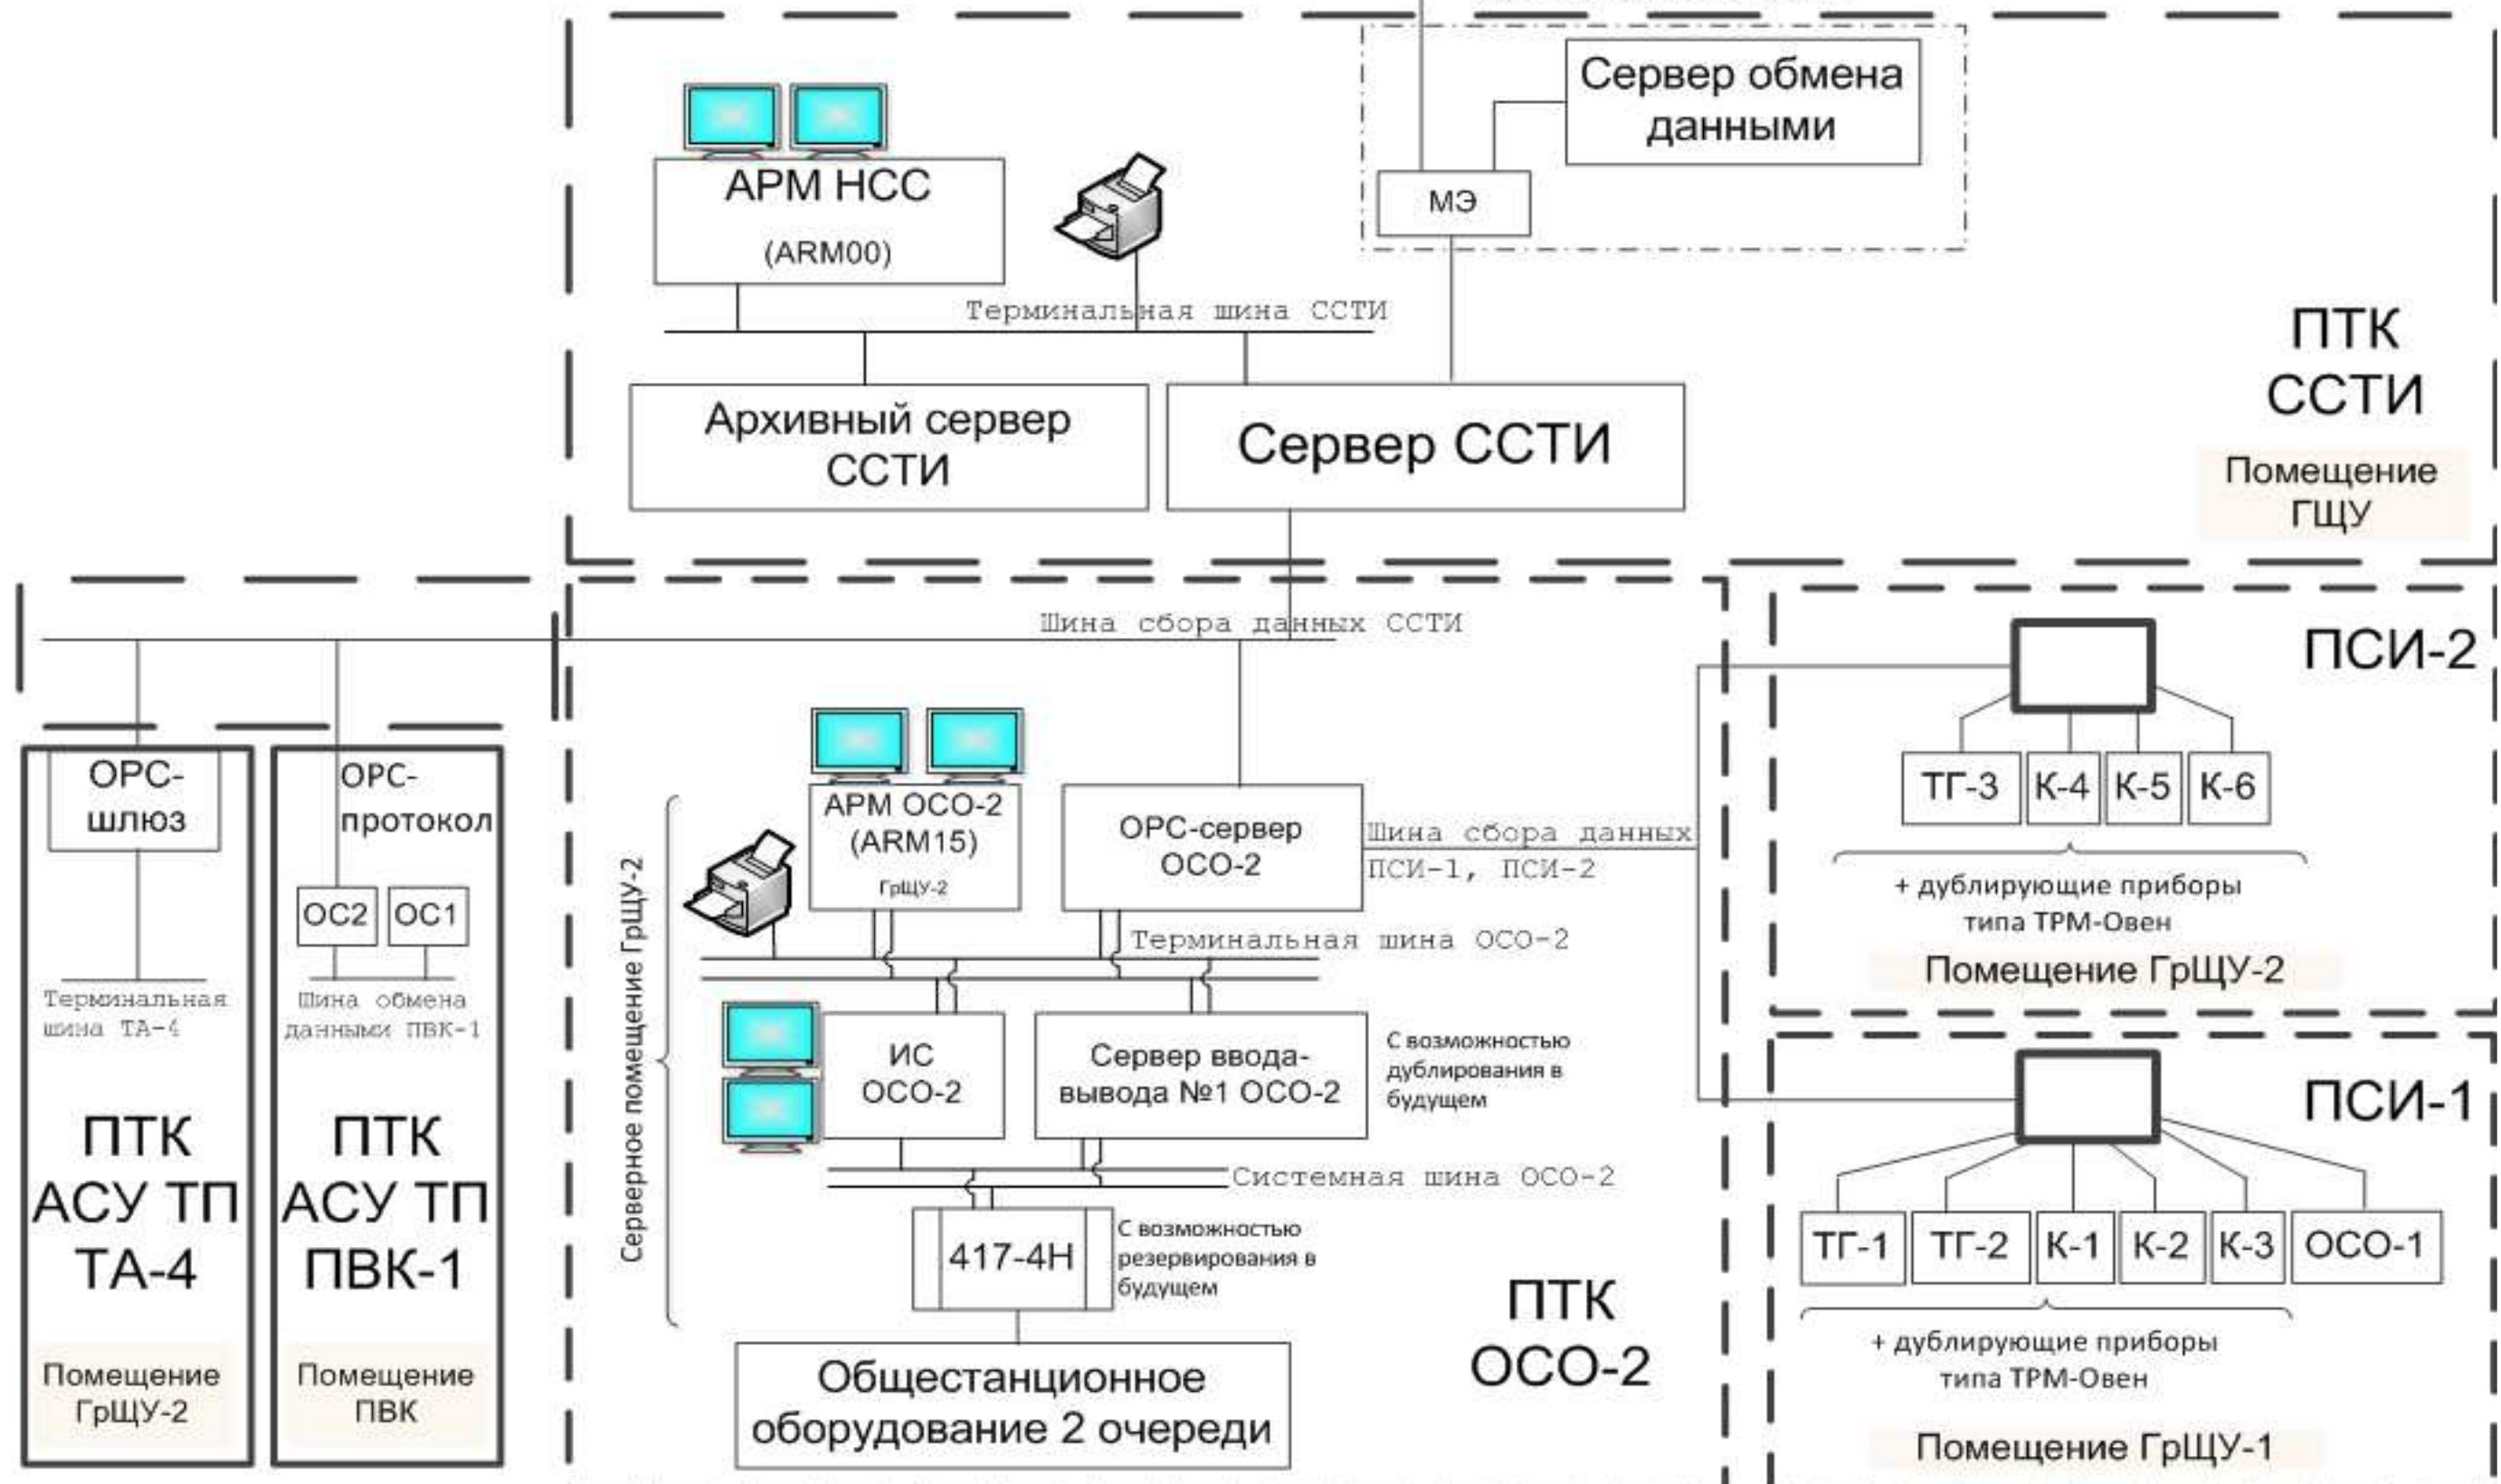 Сервер обмена
данными
МЭ
АРМ НСС
(ARM00)
Терминальная шина ССТИ
Архивный сервер
ССТИ
Сервер ССТИ
ПТК
ССТИ
Помещение
ГЩУ
Шина сбора данных ССТИ
ОРС-
шлюз
Терминальная
шина ТА-4
ПТК
АСУ ТП
ТА-4
Помещение
ГрЩУ-2
ОРС-
протокол
ОС2
ОС1
Шина обмена
данными ПВК-1
ПТК
АСУ ТП
ПВК-1
Помещение
ПВК
Серверное помещение ГрЩУ-2
АРМ ОСО-2
(ARM15)
ГрЩУ-2
ОРС-сервер
ОСО-2
Шина сбора данных
ПСИ-1, ПСИ-2
Терминальная шина ОСО-2
ИС
ОСО-2
Сервер ввода-
вывода №1 ОСО-2
С возможностью
дублирования в
будущем
Системная шина ОСО-2
417-4Н
С возможностью
резервирования в
будущем
Общестанционное
оборудование 2 очереди
ПТК
ОСО-2
ПСИ-2
ТГ-3
К-4
К-5
К-6
+ дублирующие приборы
типа ТРМ-Овен
Помещение ГрЩУ-2
ПСИ-1
ТГ-1
ТГ-2
К-1
К-2
К-3
ОСО-1
+ дублирующие приборы
типа ТРМ-Овен
Помещение ГрЩУ-1